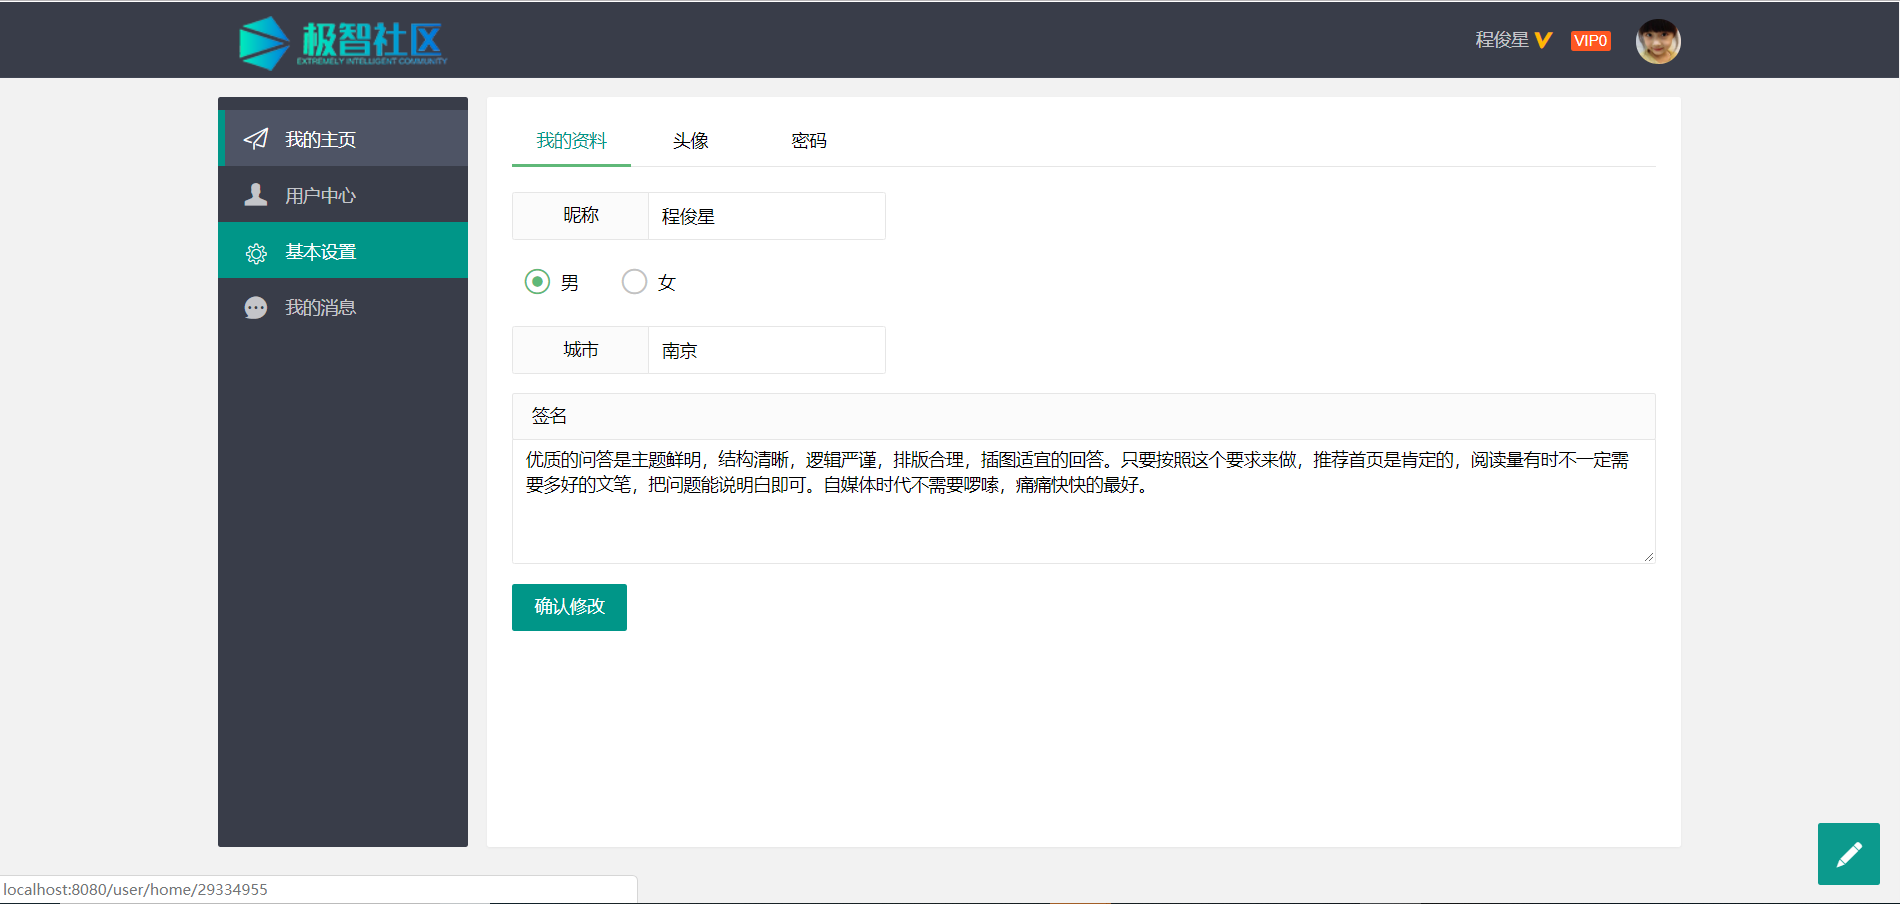 极智社区
EXTREMELY INTELLIGENT COMMUNITY
程俊星
VIP0
我的主页
用户中心
基本设置
我的消息
我的资料 头像 密码
昵称 程俊星
男 女
城市 南京
签名
优质的问答是主题鲜明，结构清晰，逻辑严谨，排版合理，插图适宜的回答。只要按照这个要求来做，推荐首页是肯定的，阅读量有时不一定需
要多好的文笔，把问题能说明白即可。自媒体时代不需要啰嗦，痛痛快快的最好。
确认修改
localhost:8080/user/home/29334955